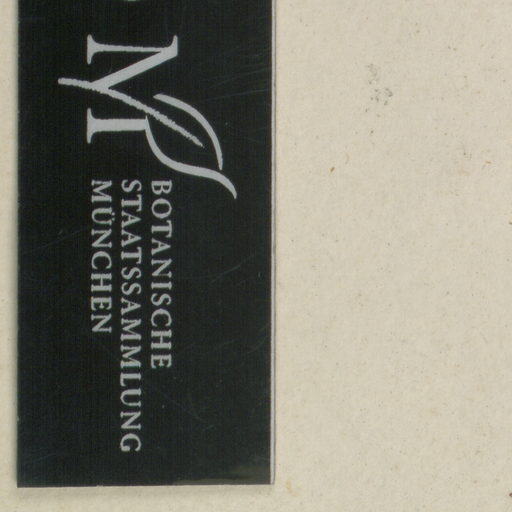 M
BOTANISCHE
STAATSSAMMLUNG
MÜNCHEN